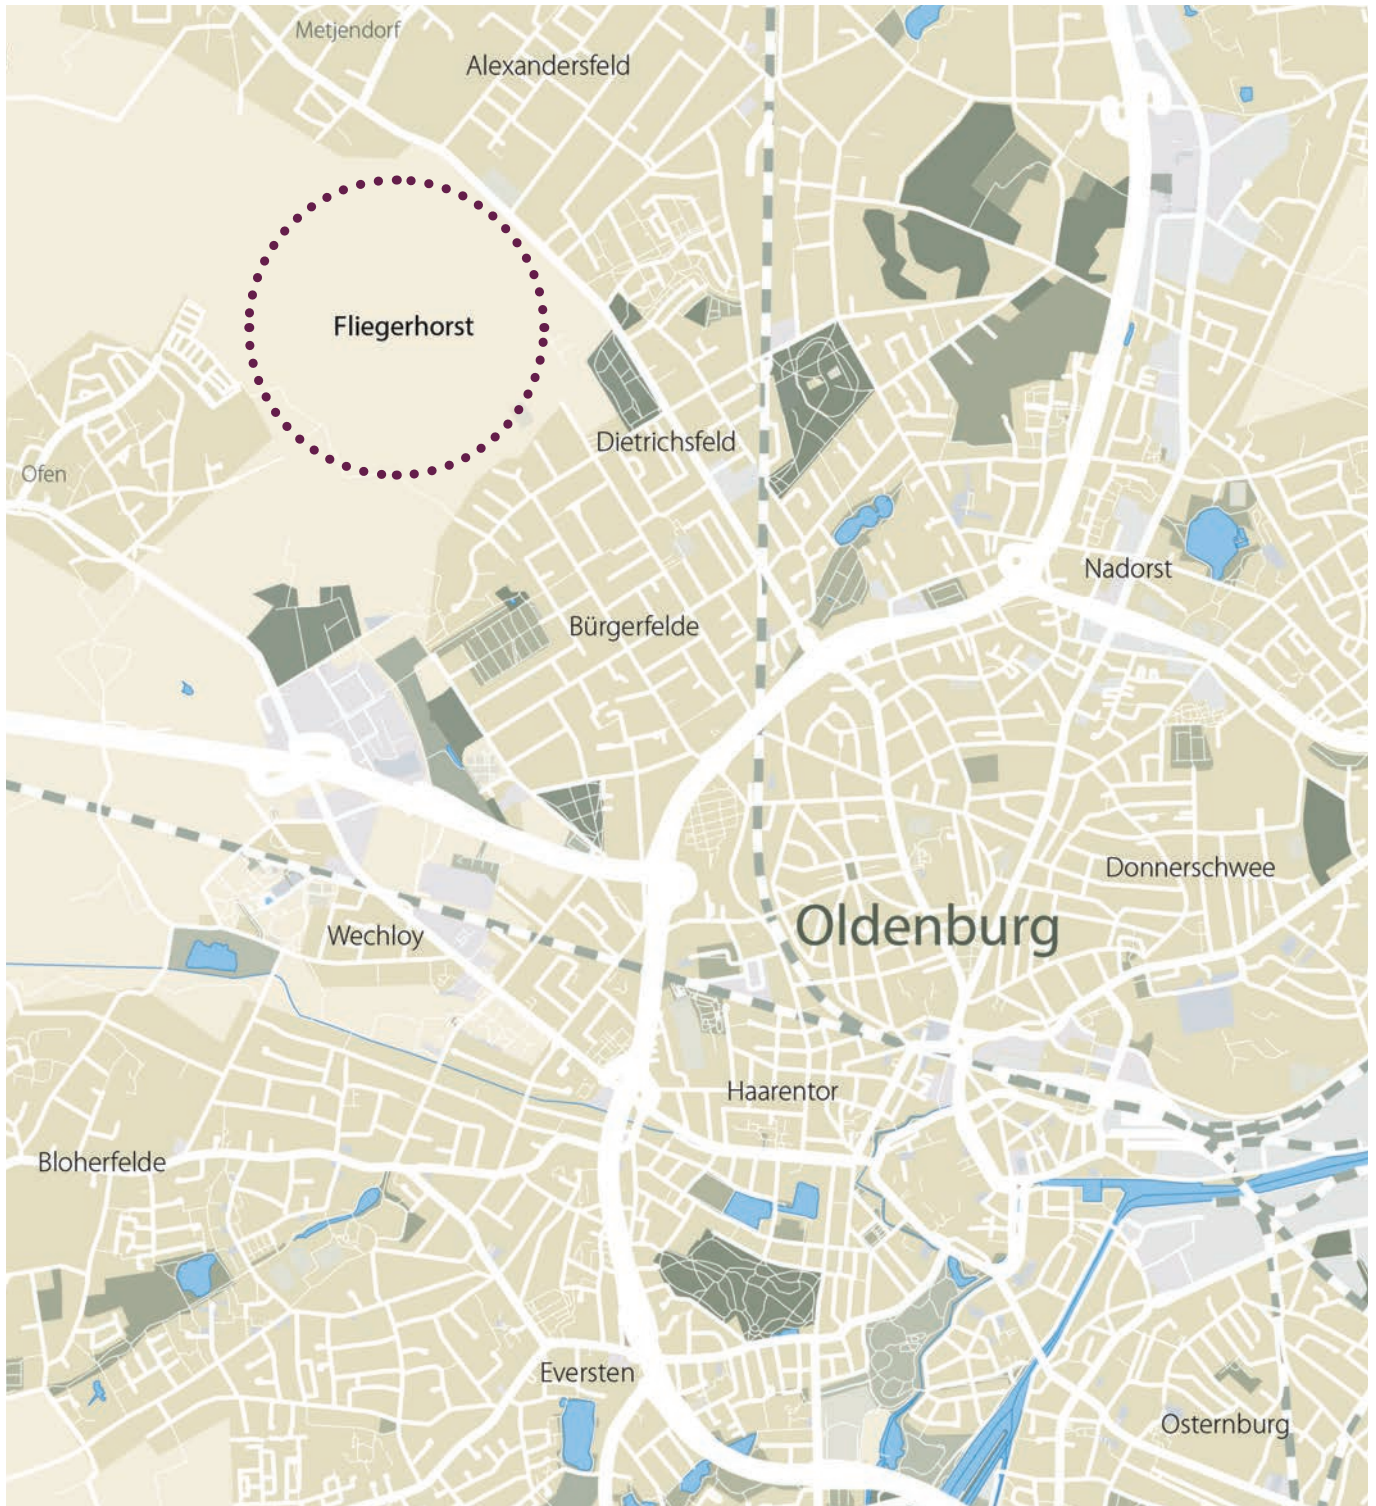 Metjendorf
Alexandersfeld
Fliegerhorst
Dietrichsfeld
Ofen
Nadorst
Bürgerfelde
Donnerschwee
Oldenburg
Wechloy
Haarentor
Bloherfelde
Eversten
Osternburg